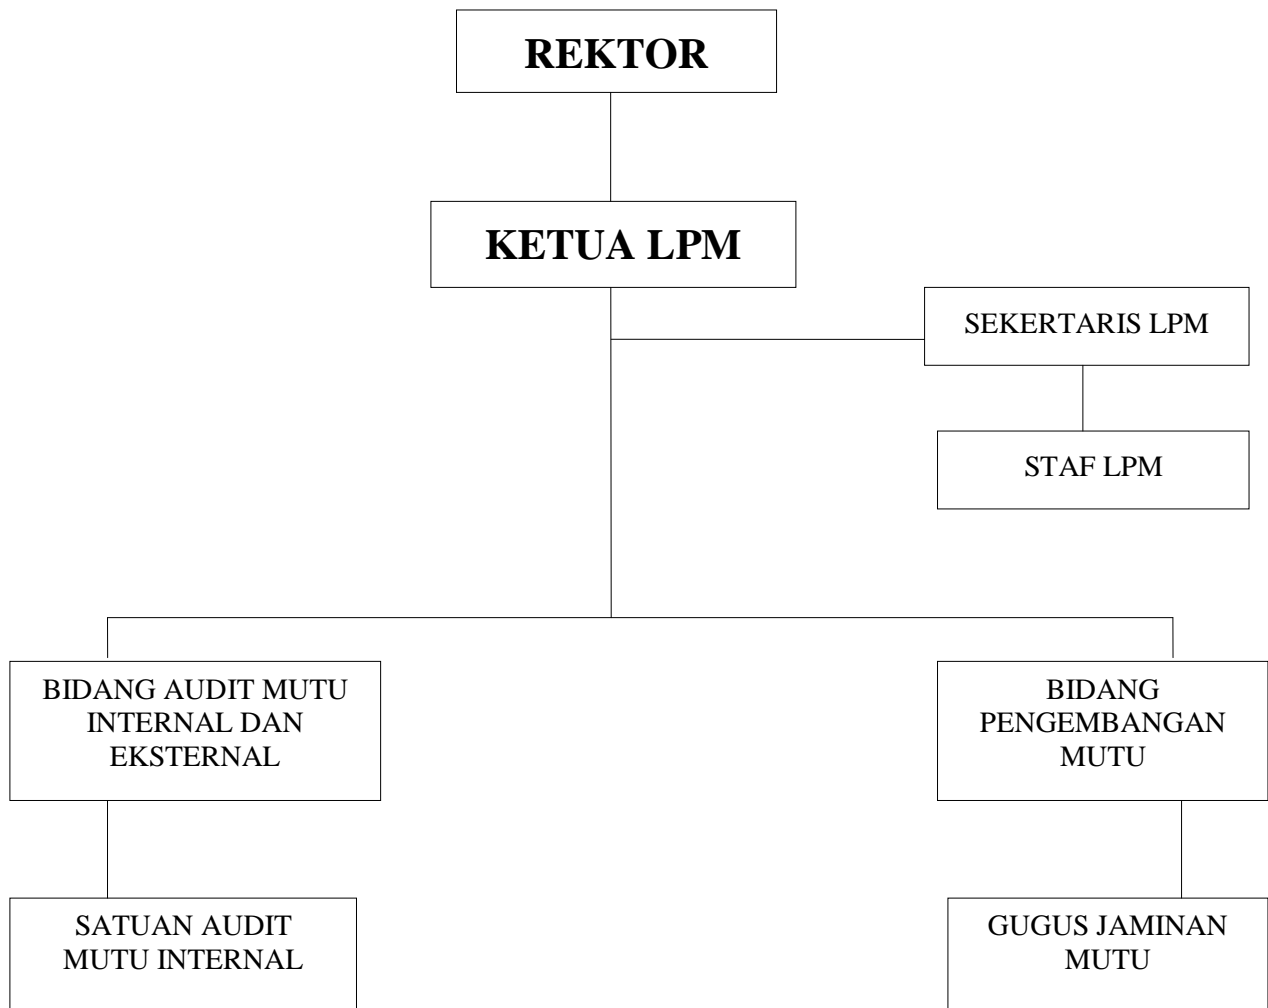 REKTOR
KETUA LPM
SEKERTARIS LPM
STAF LPM
BIDANG AUDIT MUTU
INTERNAL DAN
EKSTERNAL
BIDANG
PENGEMBANGAN
MUTU
SATUAN AUDIT
MUTU INTERNAL
GUGUS JAMINAN
MUTU